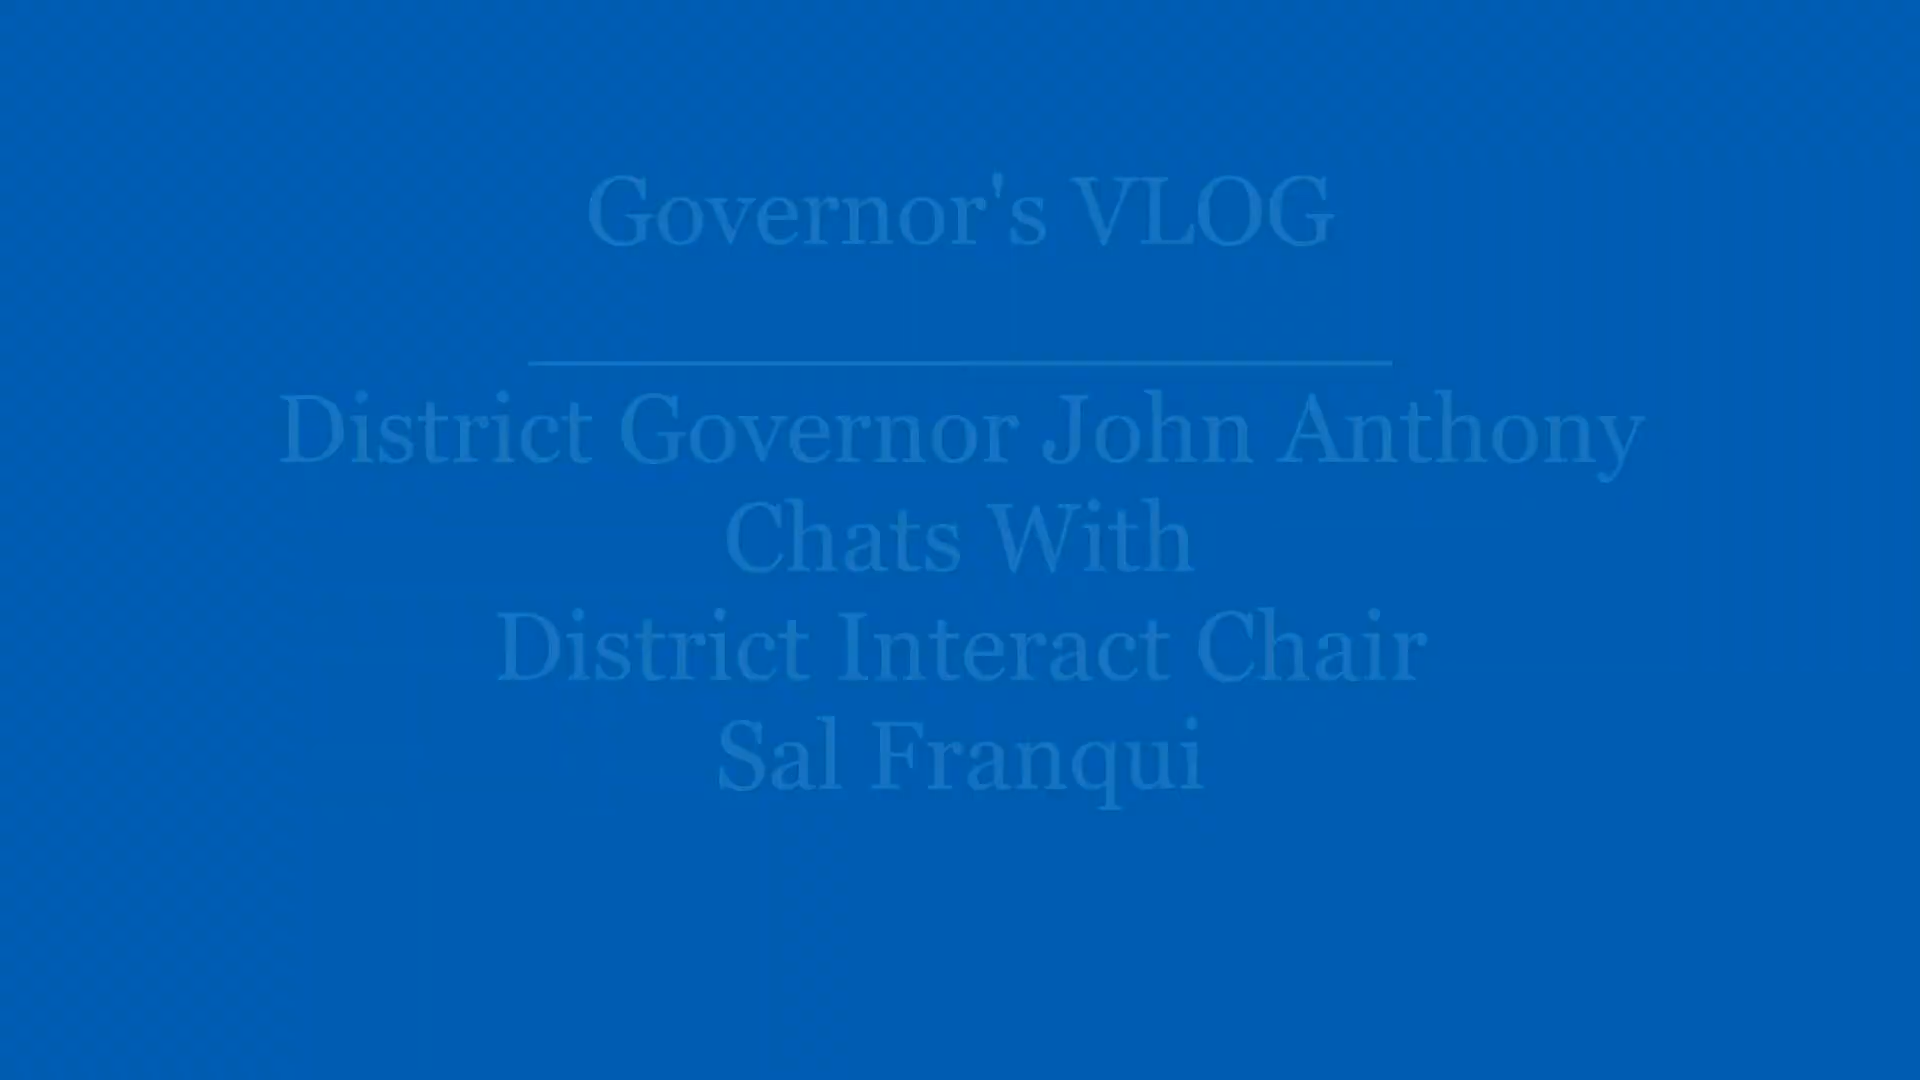 Governor's VLOG
District Governor John Anthony
Chats With
District Interact Chair
Sal Franqui